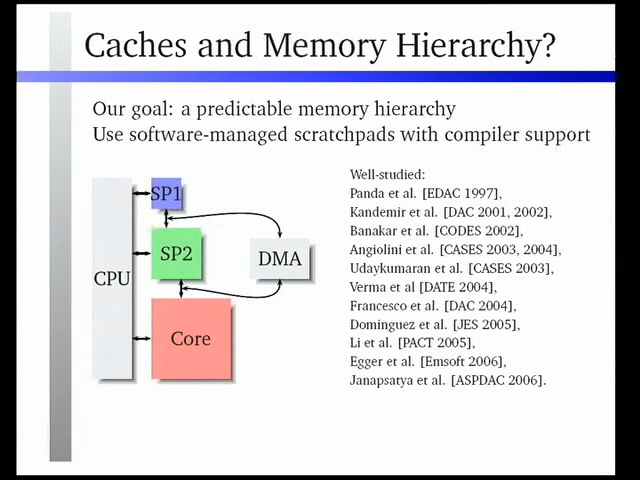 Caches and Memory Hierarchy?
Our goal: a predictable memory hierarchy
Use software-managed scratchpads with compiler support
CPU
SP1
SP2
Core
DMA
Well-studied:
Panda et al. [EDAC 1997],
Kandemir et al. [DAC 2001, 2002],
Banakar et al. [CODES 2002],
Angiolini et al. [CASES 2003, 2004],
Udaykumaran et al. [CASES 2003],
Verma et al [DATE 2004],
Francesco et al. [DAC 2004],
Dominguez et al. [JES 2005],
Li et al. [PACT 2005],
Egger et al. [Emsoft 2006],
Janapsatya et al. [ASPDAC 2006].